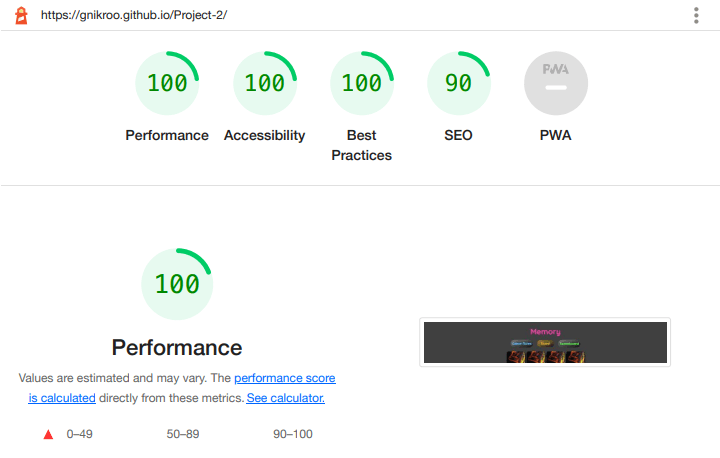 https://gnikroo.github.io/Project-2/
100 100 100 90 PWA
Performance Accessibility Best Practices SEO PWA
100
Performance
Values are estimated and may vary. The performance score
is calculated directly from these metrics. See calculator.
0–49 50–89 90–100
Memory